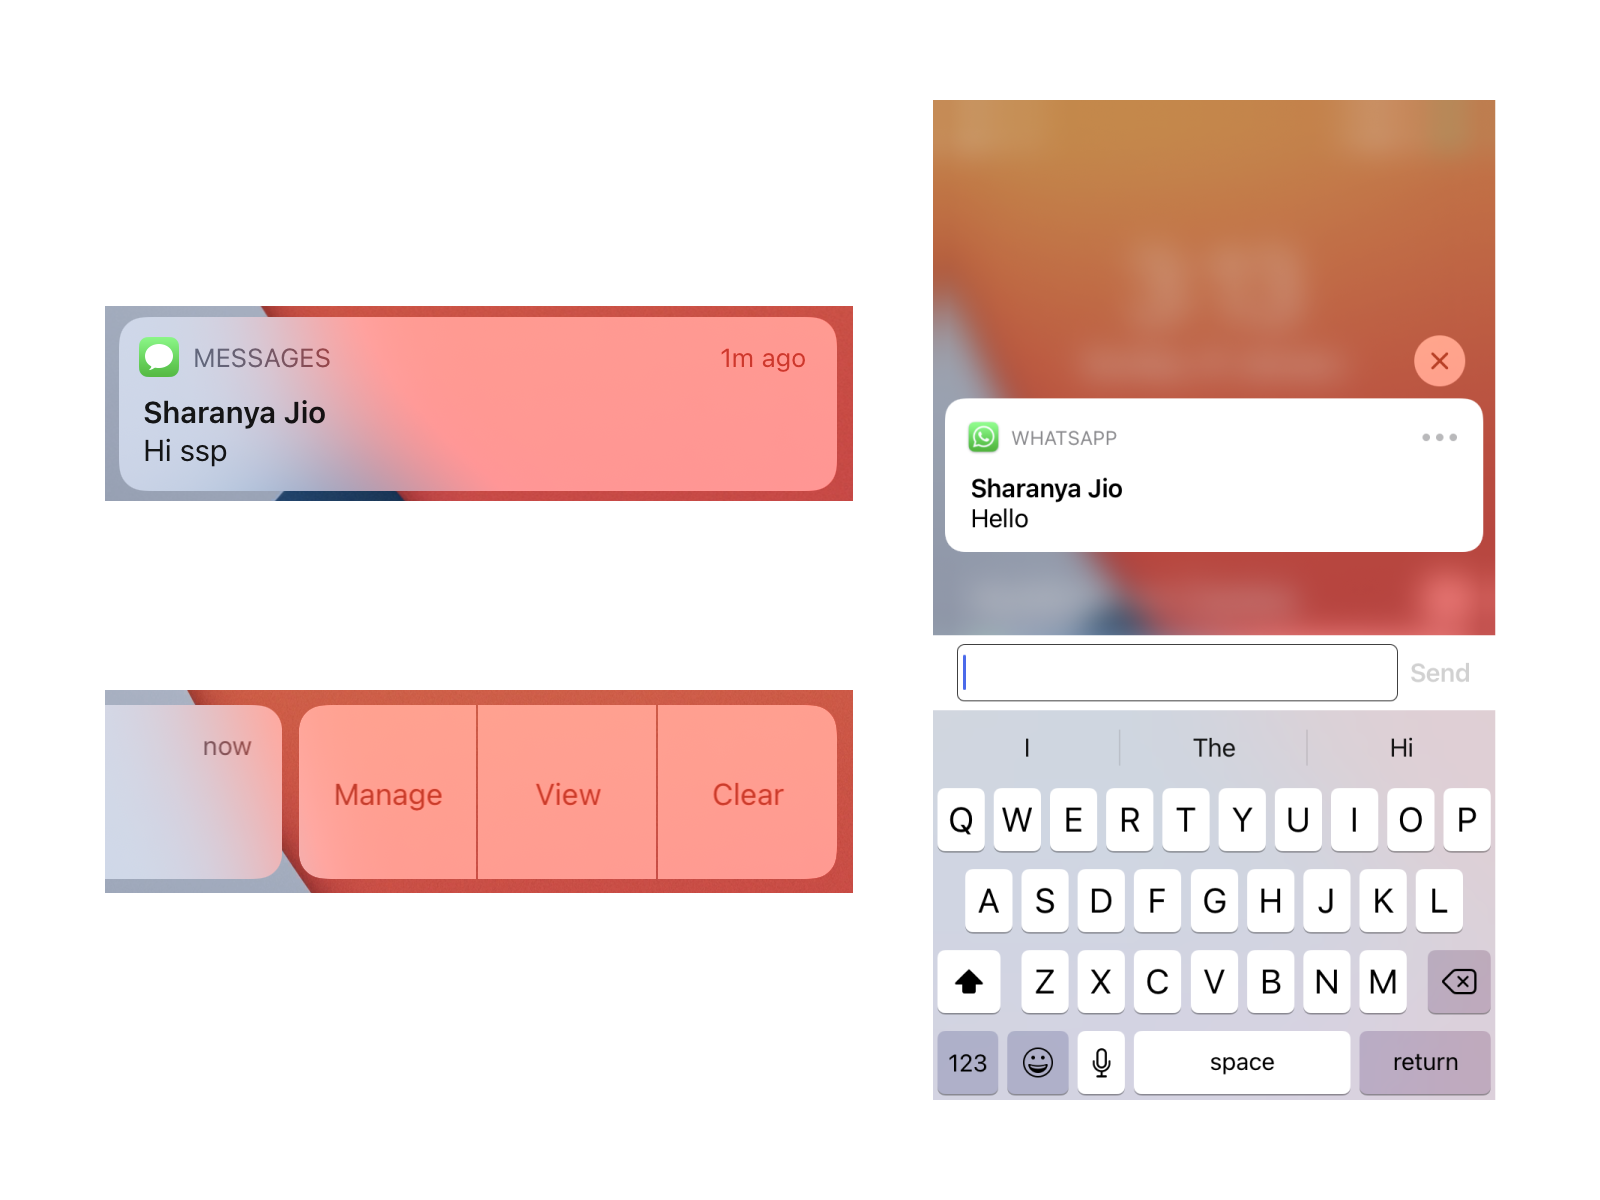 MESSAGES
1m ago
Sharanya Jio
Hi ssp
now
Manage
View
Clear
WHATSAPP
Sharanya Jio
Hello
Send
I The Hi
Q W E R T Y U I O P
A S D F G H J K L
Z X C V B N M
123 space return